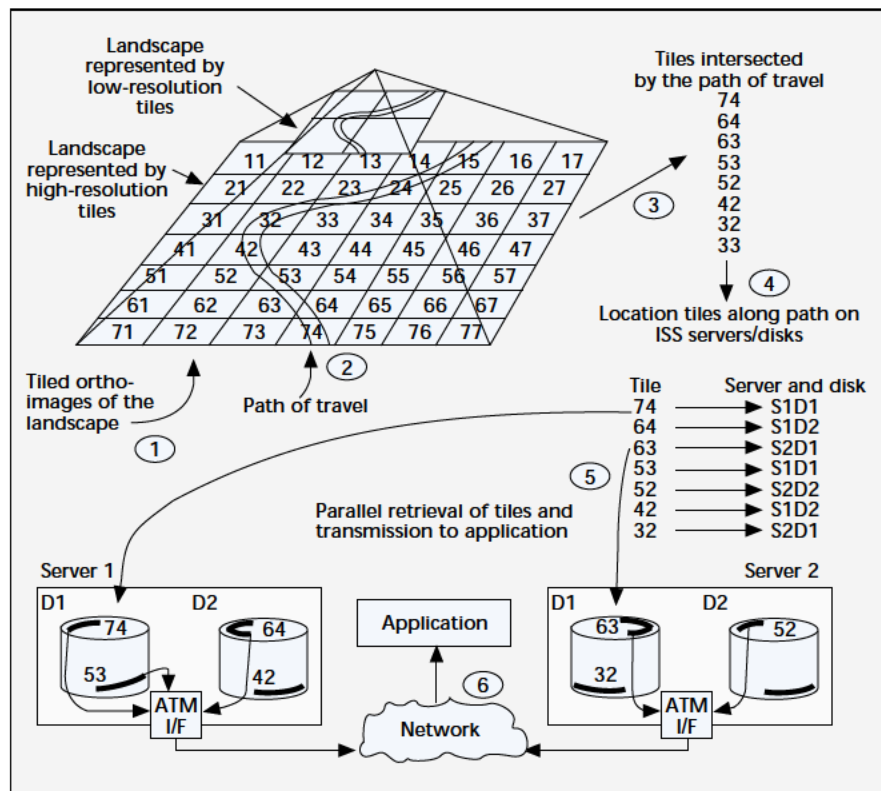 Landscape
represented by
low-resolution
tiles
Landscape
represented by
high-resolution
tiles
11 12 13 14 15 16 17
21 22 23 24 25 26 27
31 32 33 34 35 36 37
41 42 43 44 45 46 47
51 52 53 54 55 56 57
61 62 63 64 65 66 67
71 72 73 74 75 76 77
Tiles intersected
by the path of travel
74
64
63
53
52
42
32
33
3
4
Location tiles along path on
ISS servers/disks
Tiled ortho-
images of the
landscape
1
2
Path of travel
Tile Server and disk
74 S1D1
64 S1D2
63 S2D1
53 S1D1
52 S2D2
42 S1D2
32 S2D1
5
Parallel retrieval of tiles and
transmission to application
Server 1
D1 D2
74 64
53 42
ATM
I/F
Application
6
Network
Server 2
D1 D2
63 52
32
ATM
I/F